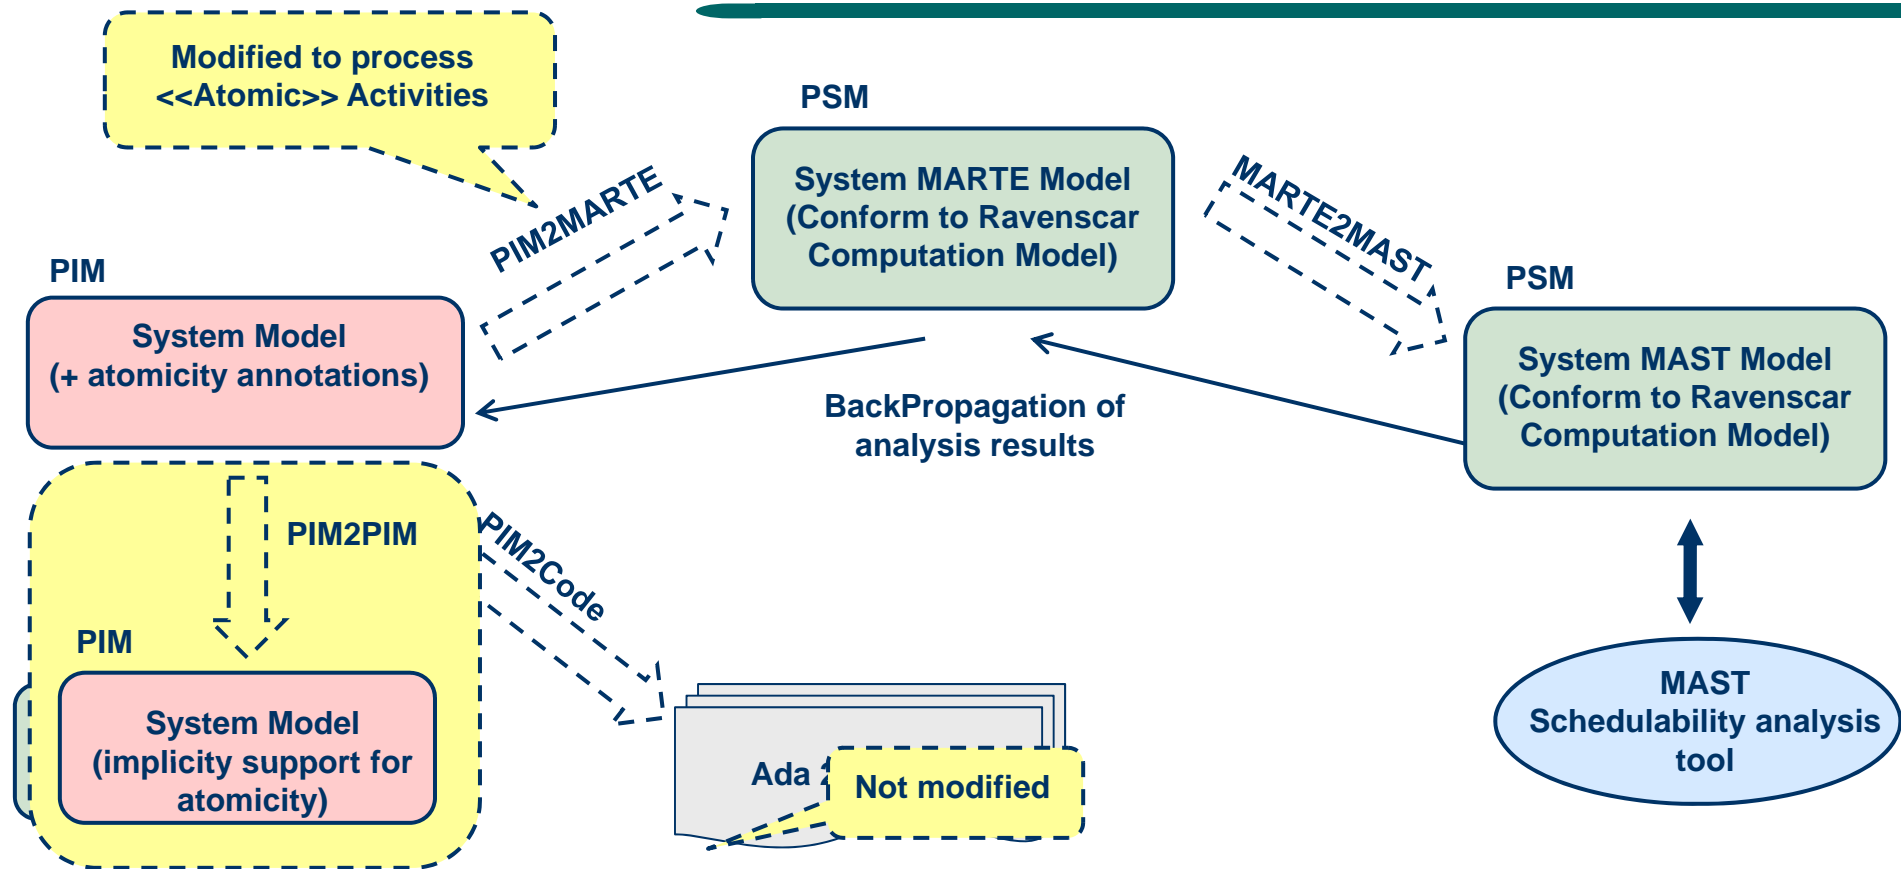 Modified to process
<<Atomic>> Activities
PSM
System MARTE Model
(Conform to Ravenscar
Computation Model)
PIM2MARTE
MARTE2MAST
PIM
System Model
(+ atomicity annotations)
PSM
System MAST Model
(Conform to Ravenscar
Computation Model)
BackPropagation of
analysis results
PIM2PIM
PIM2Code
PIM
System Model
(implicity support for
atomicity)
Ada
Not modified
MAST
Schedulability analysis
tool